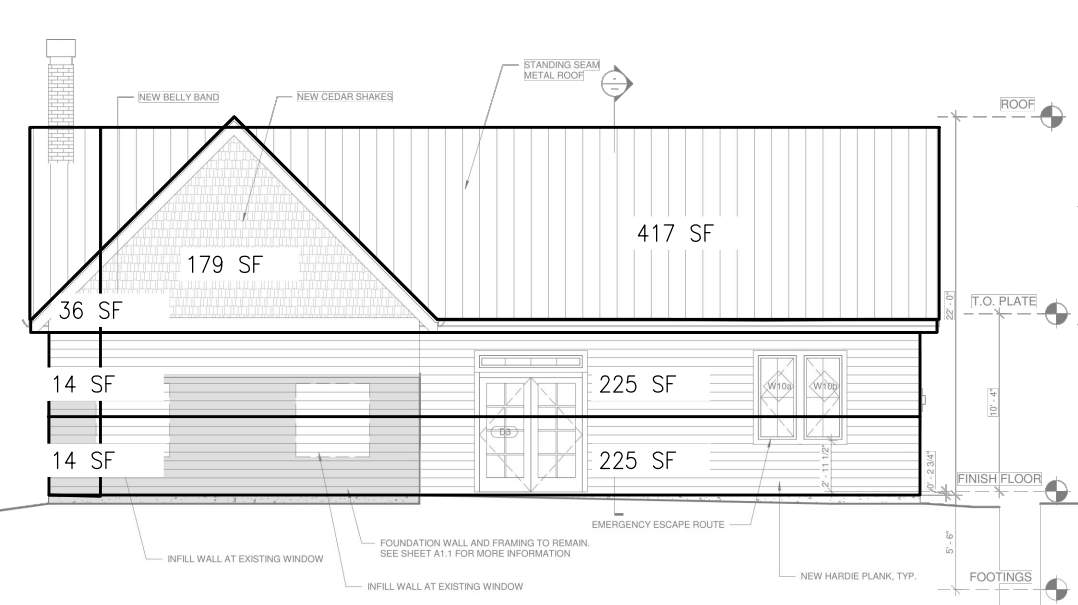 STANDING SEAM
METAL ROOF
NEW BELLY BAND
NEW CEDAR SHAKES
ROOF
417 SF
179 SF
36 SF
T.O. PLATE
22' - 0"
14 SF
225 SF
W10a
W10b
10' - 4"
D3
14 SF
225 SF
2' - 11 1/2"
0' - 2 3/4"
FINISH FLOOR
EMERGENCY ESCAPE ROUTE
FOUNDATION WALL AND FRAMING TO REMAIN.
SEE SHEET A1.1 FOR MORE INFORMATION
INFILL WALL AT EXISTING WINDOW
5' - 6"
INFILL WALL AT EXISTING WINDOW
NEW HARDIE PLANK, TYP.
FOOTINGS